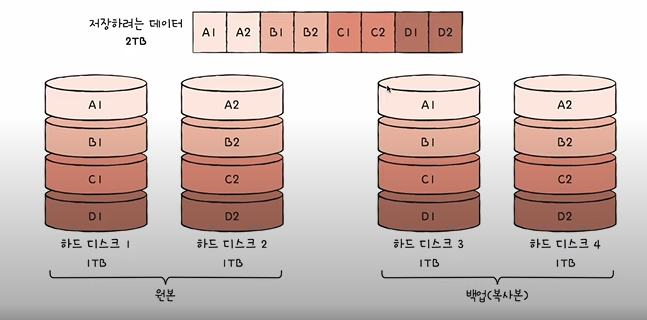 저장하려는 데이터
2TB
A1 A2 B1 B2 C1 C2 D1 D2
A1 A2 A1 A2
B1 B2 B1 B2
C1 C2 C1 C2
D1 D2 D1 D2
하드 디스크 1 하드 디스크 2 하드 디스크 3 하드 디스크 4
1TB 1TB 1TB 1TB
원본 백업(복사본)